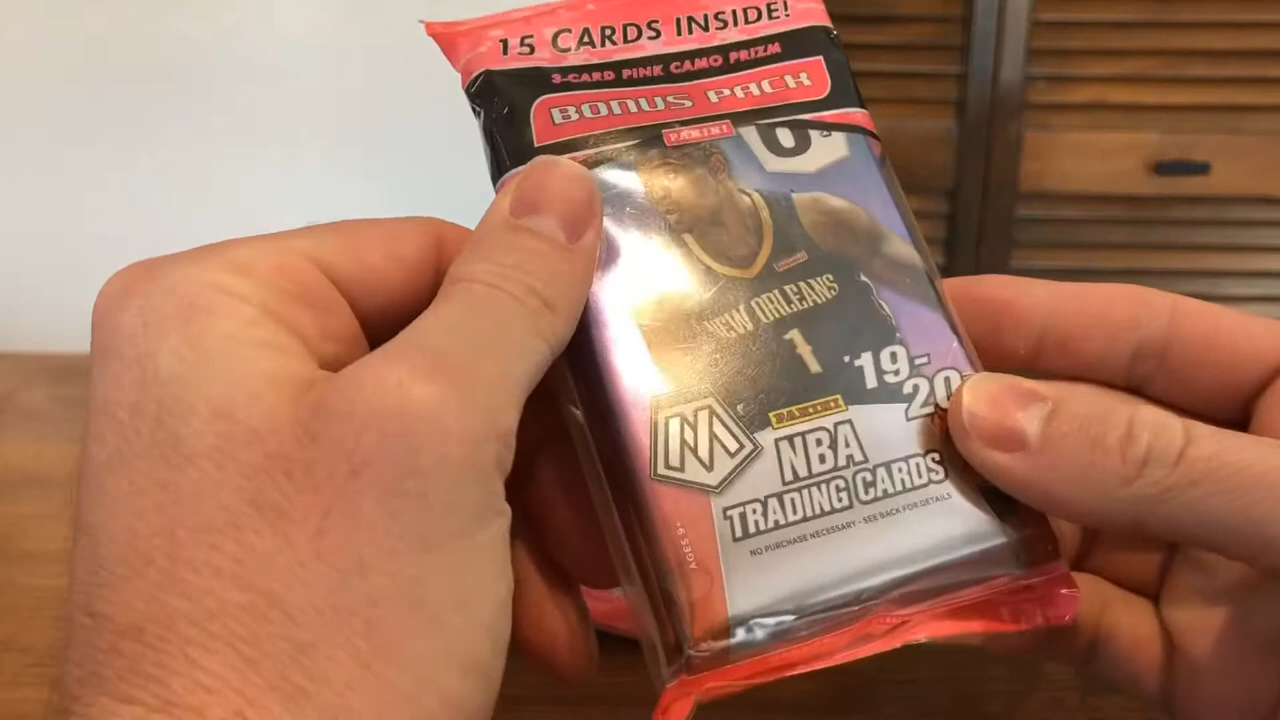 15 CARDS INSIDE!
3-CARD PINK CAMO PRIZM
BONUS PACK
PANINI
6
NEW ORLEANS
1
'19-
20
PANINI
M
NBA
TRADING CARDS
NO PURCHASE NECESSARY - SEE BACK FOR DETAILS
AGES 9+